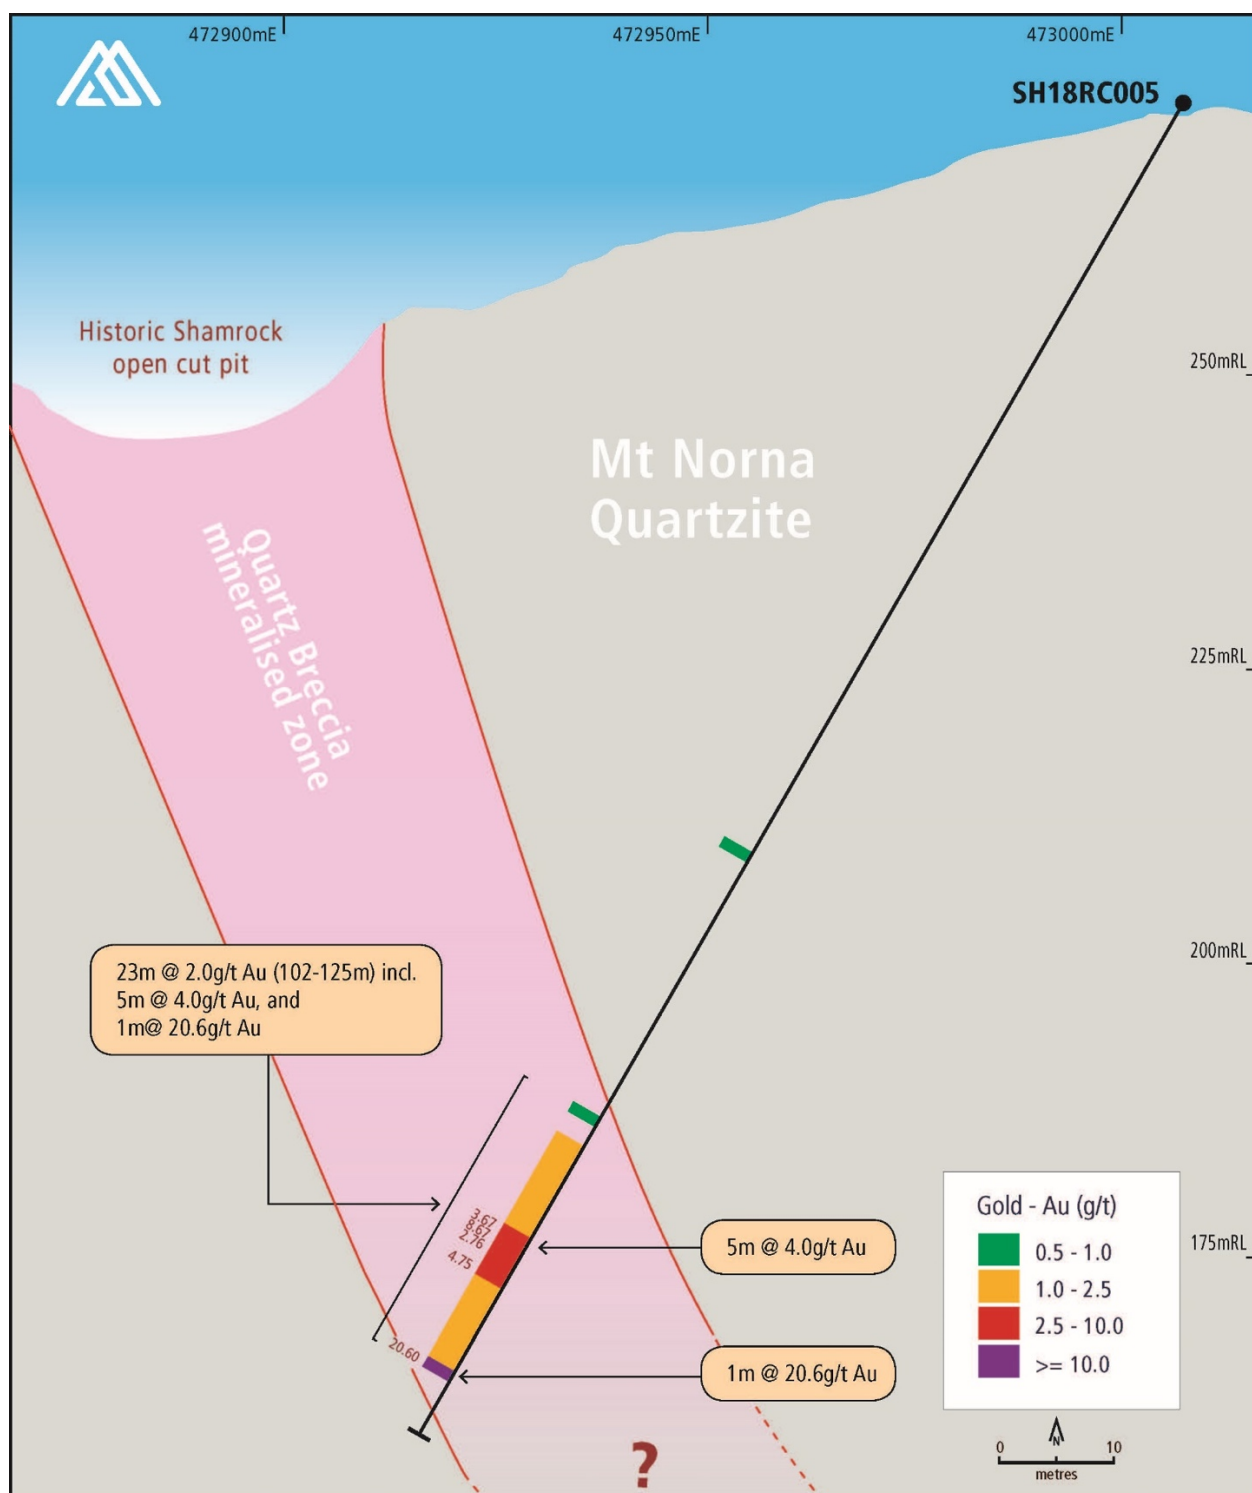 472900mE
472950mE
473000mE
SH18RC005
Historic Shamrock
open cut pit
250mRL
Mt Norna
Quartzite
Quartz Breccia
mineralised zone
225mRL
200mRL
23m @ 2.0g/t Au (102-125m) incl.
5m @ 4.0g/t Au, and
1m@ 20.6g/t Au
3.67
8.67
2.76
4.75
20.60
5m @ 4.0g/t Au
175mRL
1m @ 20.6g/t Au
Gold - Au (g/t)
0.5 - 1.0
1.0 - 2.5
2.5 - 10.0
>= 10.0
?
N
0 10
metres